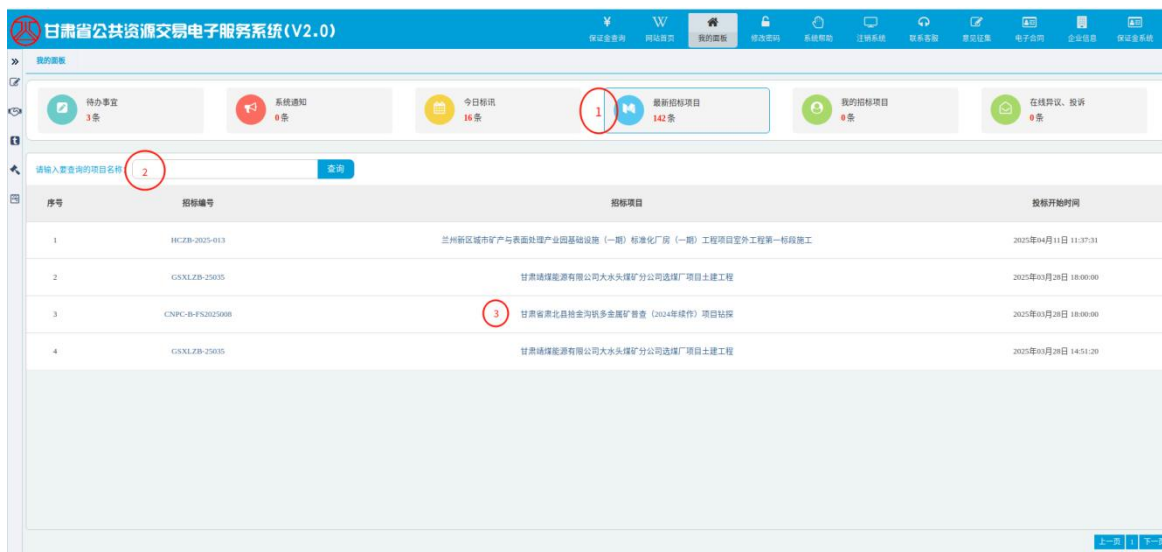 甘肃省公共资源交易电子服务系统(V2.0)
保证金查询 网站首页 我的面板 修改密码 系统帮助 注销系统 联系客服 意见征集 电子合同 企业信息 保证金系统
我的面板
待办事宜 系统通知 今日标讯 最新招标项目 我的招标项目 在线异议、投诉
3条 0条 16条 142条 0条 0条
1
请输入要查询的项目名称 2 查询
序号 招标编号 招标项目 投标开始时间
1 HCZB-2025-013 兰州新区城市矿产与表面处理产业园基础设施（一期）标准化厂房（一期）工程项目室外工程第一标段施工 2025年04月11日 11:37:31
2 GSXLZB-25035 甘肃靖煤能源有限公司大水头煤矿分公司选煤厂项目土建工程 2025年03月28日 18:00:00
3 CNPC-B-FS2025008 3 甘肃省肃北县拾金沟钒多金属矿普查（2024年续作）项目钻探 2025年03月28日 18:00:00
4 GSXLZB-25035 甘肃靖煤能源有限公司大水头煤矿分公司选煤厂项目土建工程 2025年03月28日 14:51:20
上一页 1 下一